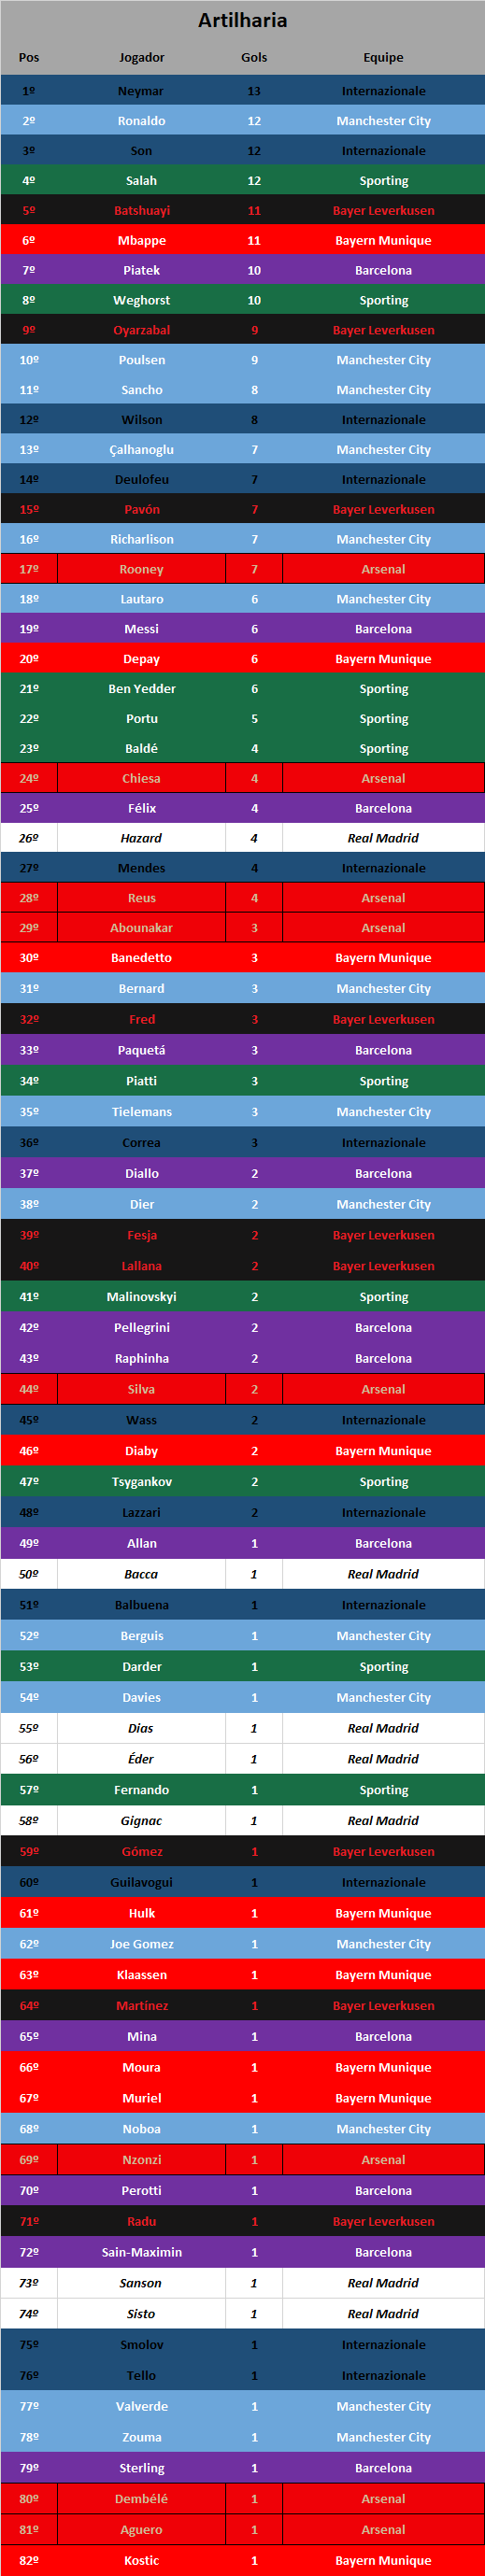 Artilharia
Pos Jogador Gols Equipe
1º Neymar 13 Internazionale
2º Ronaldo 12 Manchester City
3º Son 12 Internazionale
4º Salah 12 Sporting
5º Batshuayi 11 Bayer Leverkusen
6º Mbappe 11 Bayern Munique
7º Piatek 10 Barcelona
8º Weghorst 10 Sporting
9º Oyarzabal 9 Bayer Leverkusen
10º Poulsen 9 Manchester City
11º Sancho 8 Manchester City
12º Wilson 8 Internazionale
13º Çalhanoglu 7 Manchester City
14º Deulofeu 7 Internazionale
15º Pavón 7 Bayer Leverkusen
16º Richarlison 7 Manchester City
17º Rooney 7 Arsenal
18º Lautaro 6 Manchester City
19º Messi 6 Barcelona
20º Depay 6 Bayern Munique
21º Ben Yedder 6 Sporting
22º Portu 5 Sporting
23º Baldé 4 Sporting
24º Chiesa 4 Arsenal
25º Félix 4 Barcelona
26º Hazard 4 Real Madrid
27º Mendes 4 Internazionale
28º Reus 4 Arsenal
29º Abounakar 3 Arsenal
30º Banedetto 3 Bayern Munique
31º Bernard 3 Manchester City
32º Fred 3 Bayer Leverkusen
33º Paquetá 3 Barcelona
34º Piatti 3 Sporting
35º Tielemans 3 Manchester City
36º Correa 3 Internazionale
37º Diallo 2 Barcelona
38º Dier 2 Manchester City
39º Fesja 2 Bayer Leverkusen
40º Lallana 2 Bayer Leverkusen
41º Malinovskyi 2 Sporting
42º Pellegrini 2 Barcelona
43º Raphinha 2 Barcelona
44º Silva 2 Arsenal
45º Wass 2 Internazionale
46º Diaby 2 Bayern Munique
47º Tsygankov 2 Sporting
48º Lazzari 2 Internazionale
49º Allan 1 Barcelona
50º Bacca 1 Real Madrid
51º Balbuena 1 Internazionale
52º Berguis 1 Manchester City
53º Darder 1 Sporting
54º Davies 1 Manchester City
55º Dias 1 Real Madrid
56º Éder 1 Real Madrid
57º Fernando 1 Sporting
58º Gignac 1 Real Madrid
59º Gómez 1 Bayer Leverkusen
60º Guilavogui 1 Internazionale
61º Hulk 1 Bayern Munique
62º Joe Gomez 1 Manchester City
63º Klaassen 1 Bayern Munique
64º Martínez 1 Bayer Leverkusen
65º Mina 1 Barcelona
66º Moura 1 Bayern Munique
67º Muriel 1 Bayern Munique
68º Noboa 1 Manchester City
69º Nzonzi 1 Arsenal
70º Perotti 1 Barcelona
71º Radu 1 Bayer Leverkusen
72º Sain-Maximin 1 Barcelona
73º Sanson 1 Real Madrid
74º Sisto 1 Real Madrid
75º Smolov 1 Internazionale
76º Tello 1 Internazionale
77º Valverde 1 Manchester City
78º Zouma 1 Manchester City
79º Sterling 1 Barcelona
80º Dembélé 1 Arsenal
81º Aguero 1 Arsenal
82º Kostic 1 Bayern Munique